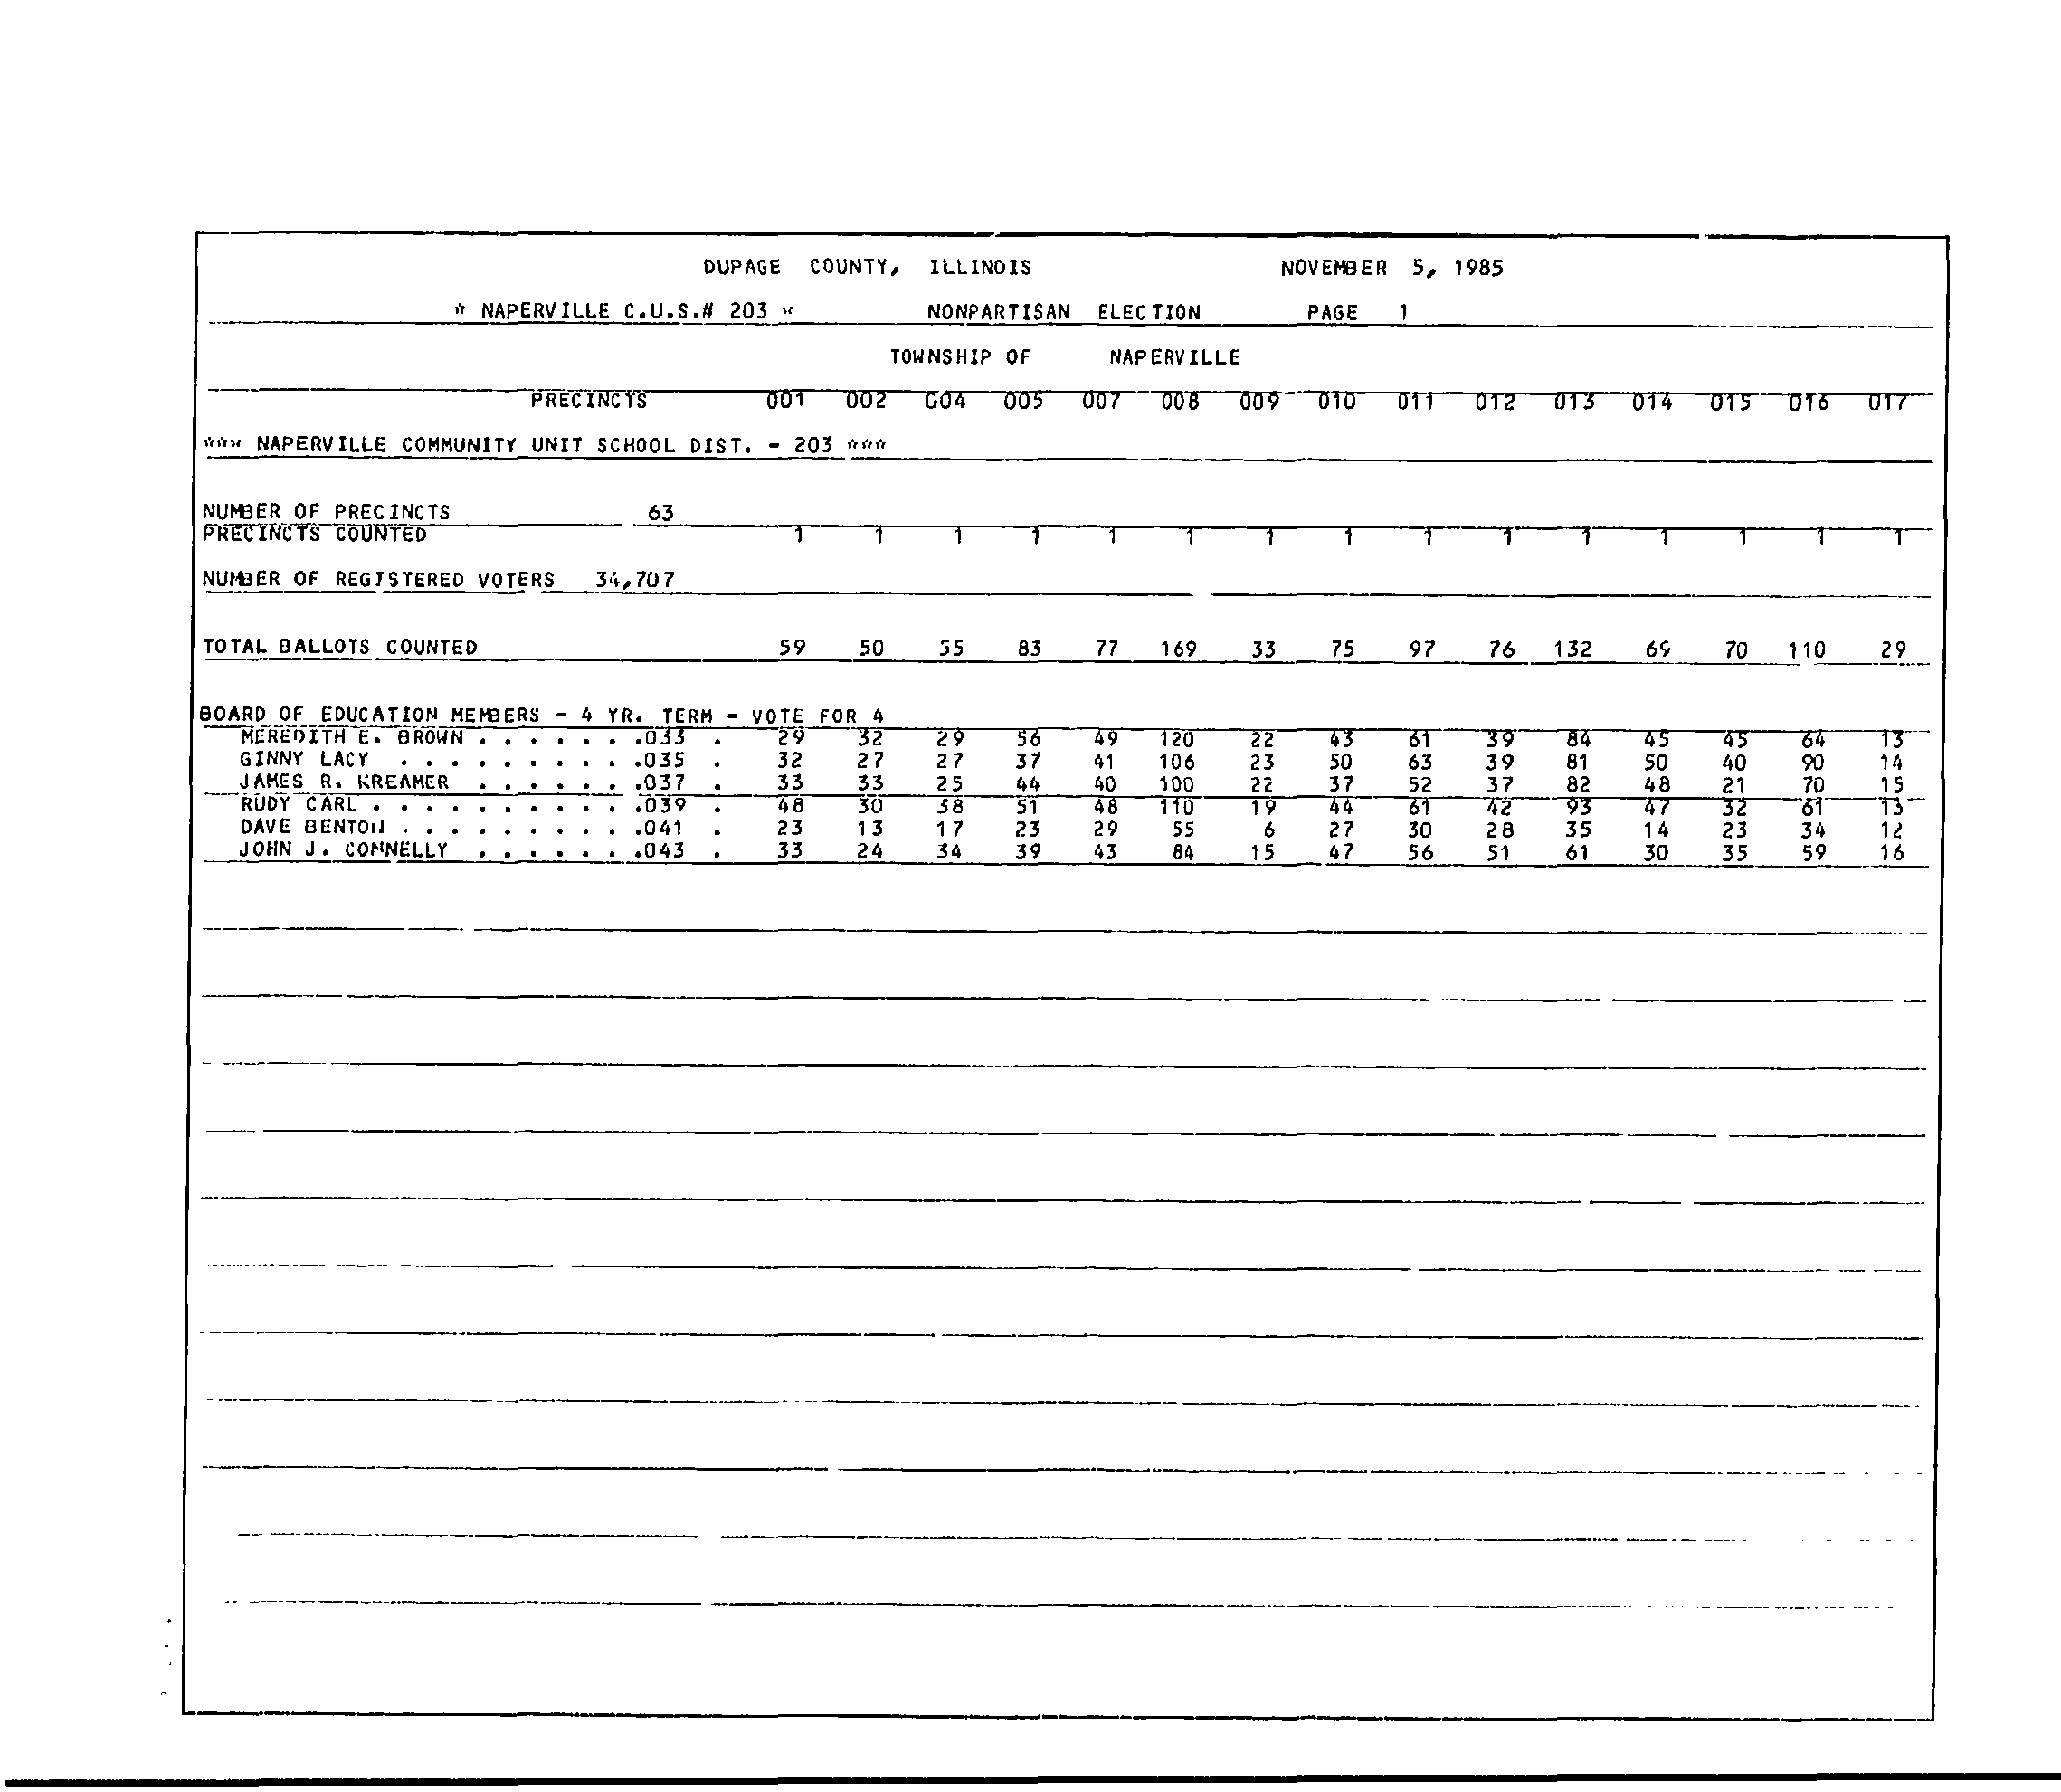 DUPAGE COUNTY, ILLINOIS NOVEMBER 5, 1985
* NAPERVILLE C.U.S.# 203 * NONPARTISAN ELECTION PAGE 1
TOWNSHIP OF NAPERVILLE
PRECINCTS 001 002 004 005 007 008 009 010 011 012 013 014 015 016 017
*** NAPERVILLE COMMUNITY UNIT SCHOOL DIST. - 203 ***
NUMBER OF PRECINCTS 63
PRECINCTS COUNTED 1 1 1 1 1 1 1 1 1 1 1 1 1 1 1
NUMBER OF REGISTERED VOTERS 34,707
TOTAL BALLOTS COUNTED 59 50 55 83 77 169 33 75 97 76 132 69 70 110 29
BOARD OF EDUCATION MEMBERS - 4 YR. TERM - VOTE FOR 4
MEREDITH E. BROWN . . . . . . .033 . 29 32 29 56 49 120 22 43 61 39 84 45 45 64 13
GINNY LACY . . . . . . . . . .035 . 32 27 27 37 41 106 23 50 63 39 81 50 40 90 14
JAMES R. KREAMER . . . . . . .037 . 33 33 25 44 40 100 22 37 52 37 82 48 21 70 15
RUDY CARL . . . . . . . . . . .039 . 48 30 38 51 48 110 19 44 61 42 93 47 32 61 13
DAVE BENTON . . . . . . . . . .041 . 23 13 17 23 29 55 6 27 30 28 35 14 23 34 12
JOHN J. CONNELLY . . . . . . .043 . 33 24 34 39 43 84 15 47 56 51 61 30 35 59 16